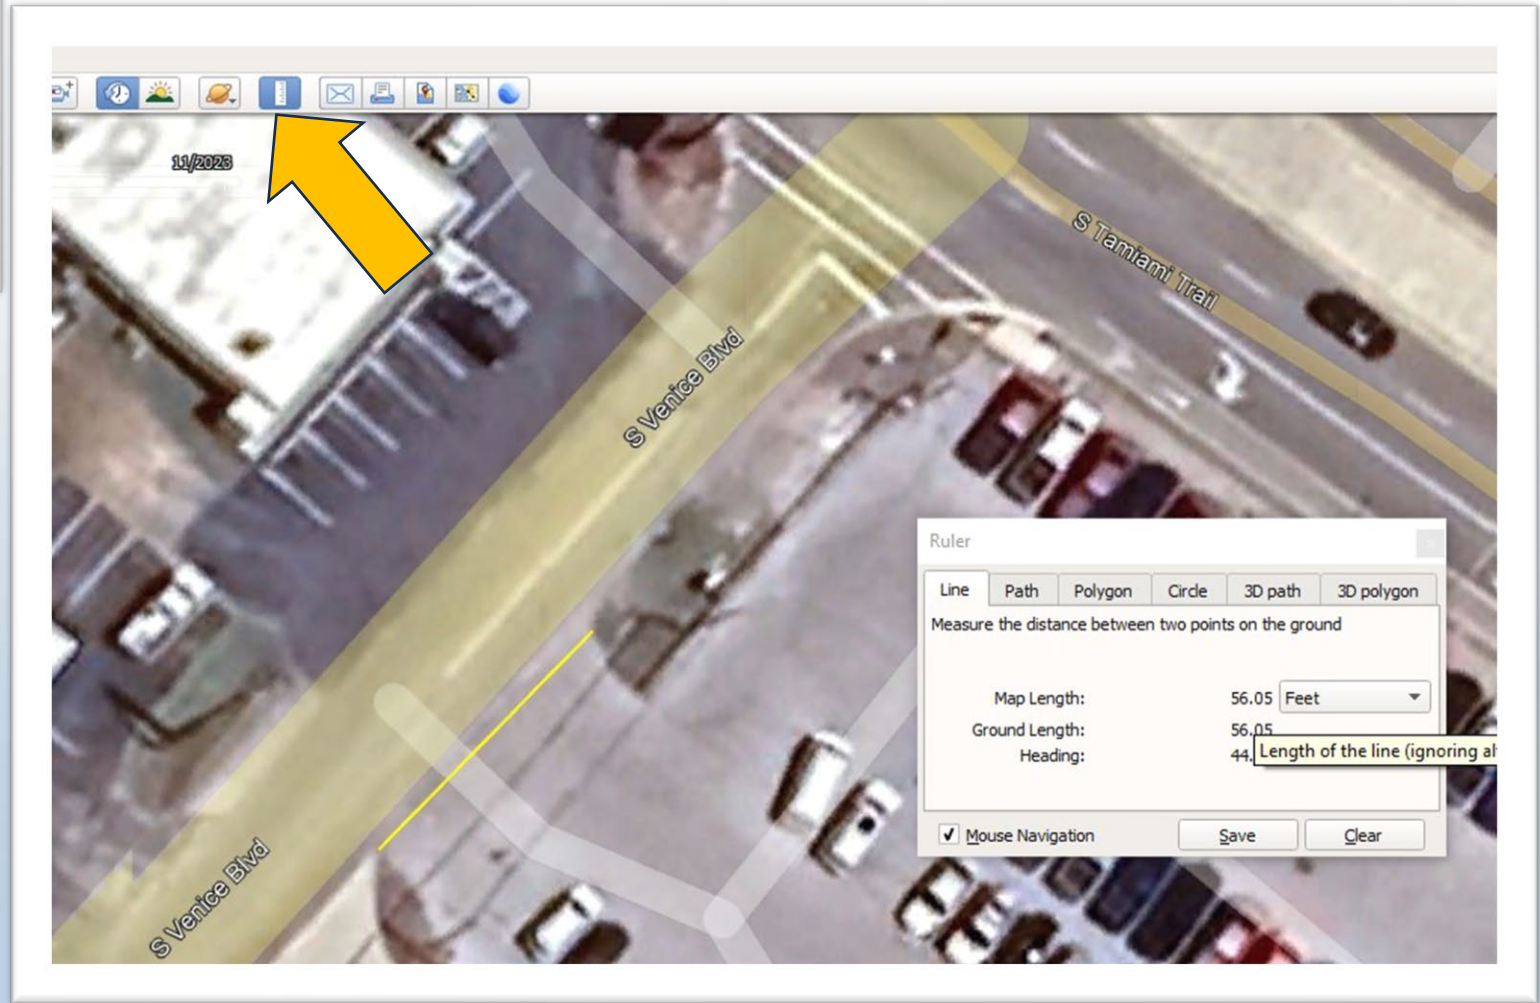 11/2023
S Tamiami Trail
S Venice Blvd
Ruler
Line Path Polygon Circle 3D path 3D polygon
Measure the distance between two points on the ground
Map Length: 56.05 Feet
Ground Length: 56.05
Length of the line (ignoring al
Heading: 44.
Mouse Navigation Save Clear
S Venice Blvd